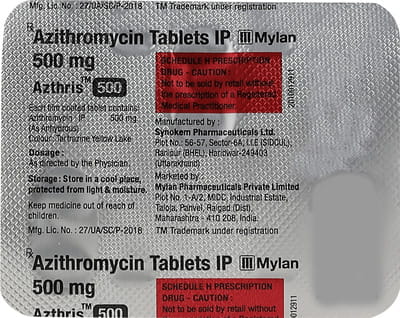 Mfg. Lic. No. : 27/UA/SC/P-2018 TM Trademark under registration
Rx
Azithromycin Tablets IP Mylan
500 mg
Azthris™ 500
SCHEDULE H PRESCRIPTION
DRUG - CAUTION :
Not to be sold by retail without
the prescription of a Registered
Medical Practitioner.
Each film coated tablet contains:
Azithromycin IP 500 mg.
(As Anhydrous)
Colour: Tartrazine Yellow Lake
Dosage :
As directed by the Physician.
Storage : Store in a cool place,
protected from light & moisture.
Keep medicine out of reach of
children.
Manufactured by :
Synokem Pharmaceuticals Ltd.
Plot No.: 56-57, Sector-6A, I.I.E (SIDCUL),
Ranipur (BHEL), Haridwar-249403
(Uttarakhand)
Marketed by :
Mylan Pharmaceuticals Private Limited
Plot No. 1-A/2, MIDC, Industrial Estate,
Taloja, Panvel, Raigad (Dist),
Maharashtra - 410 208, India.
Mfg. Lic. No. : 27/UA/SC/P-2018 TM Trademark under registration
Rx
Azithromycin Tablets IP Mylan
500 mg
Azthris™ 500
SCHEDULE H PRESCRIPTION
DRUG - CAUTION :
Not to be sold by retail without